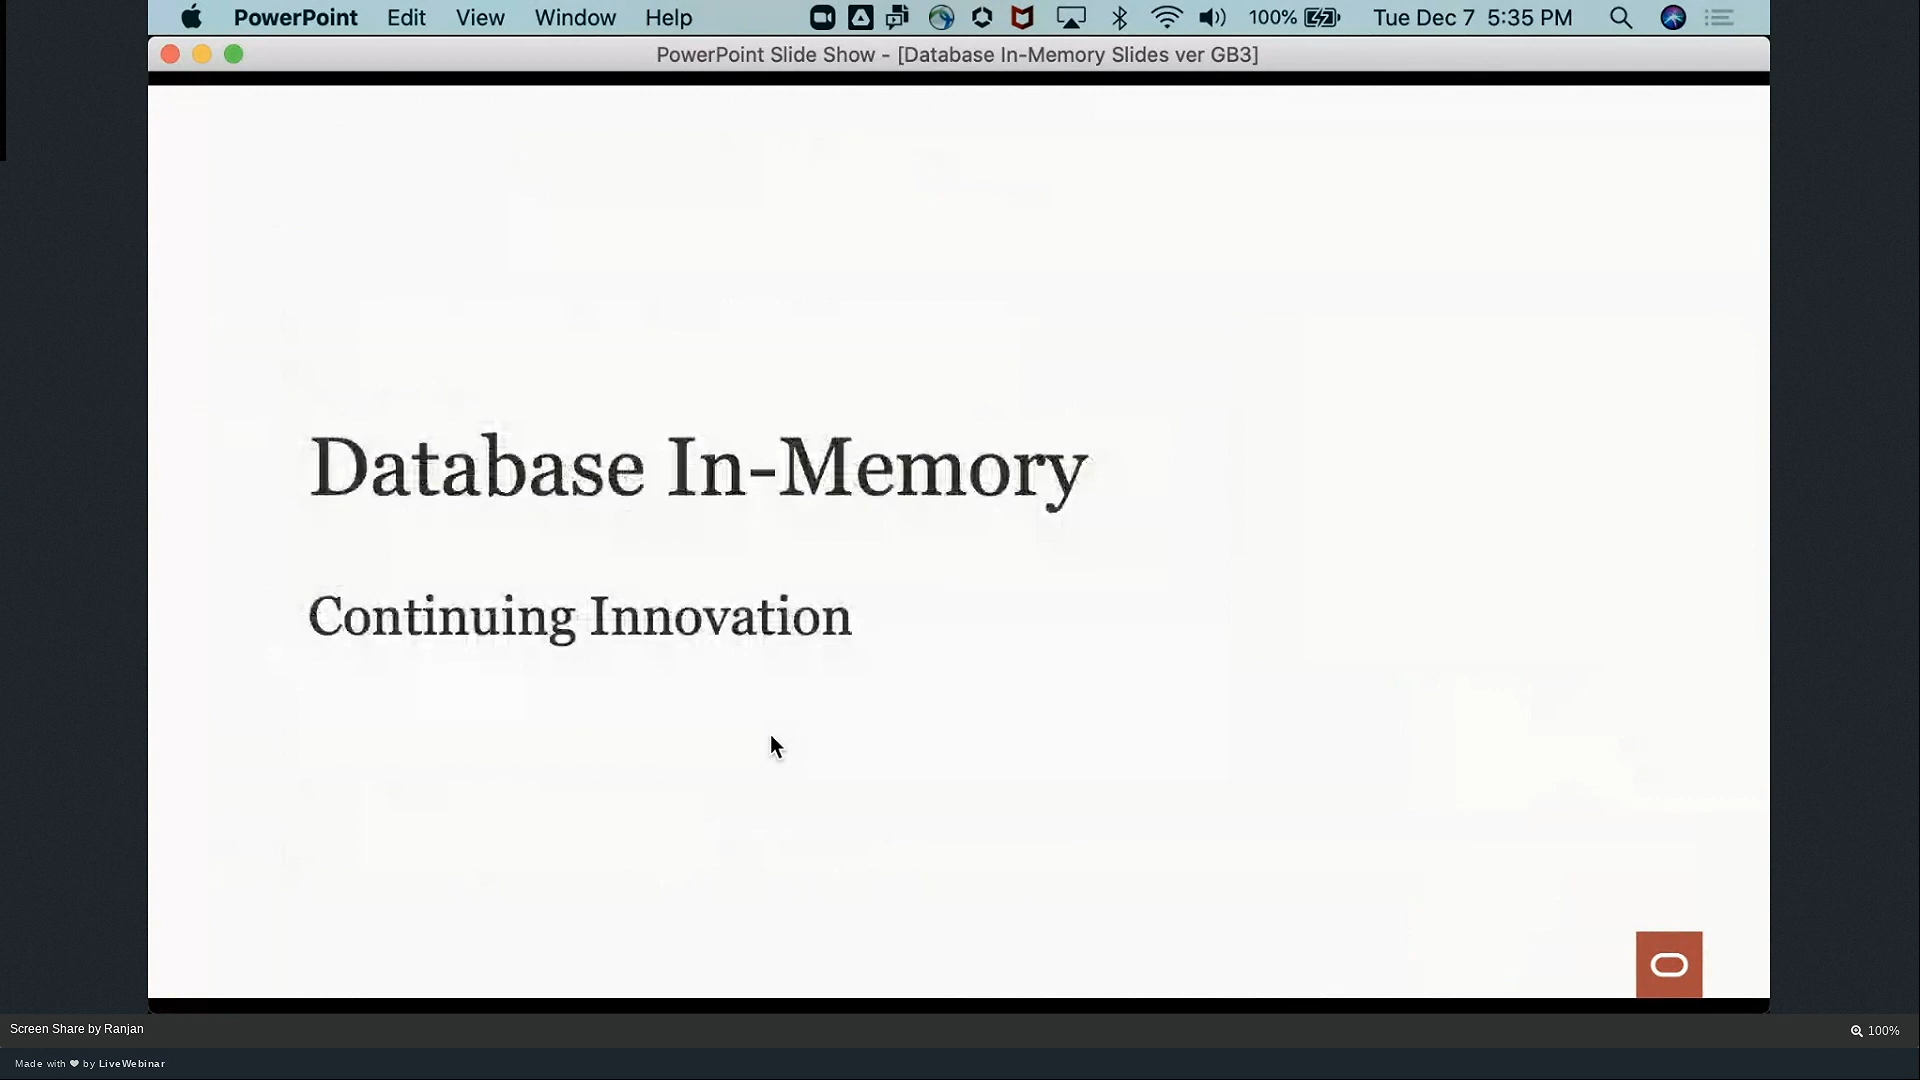 PowerPoint Edit View Window Help 100% Tue Dec 7 5:35 PM
PowerPoint Slide Show - [Database In-Memory Slides ver GB3]
Database In-Memory
Continuing Innovation
Screen Share by Ranjan
100%
Made with ❤ by LiveWebinar